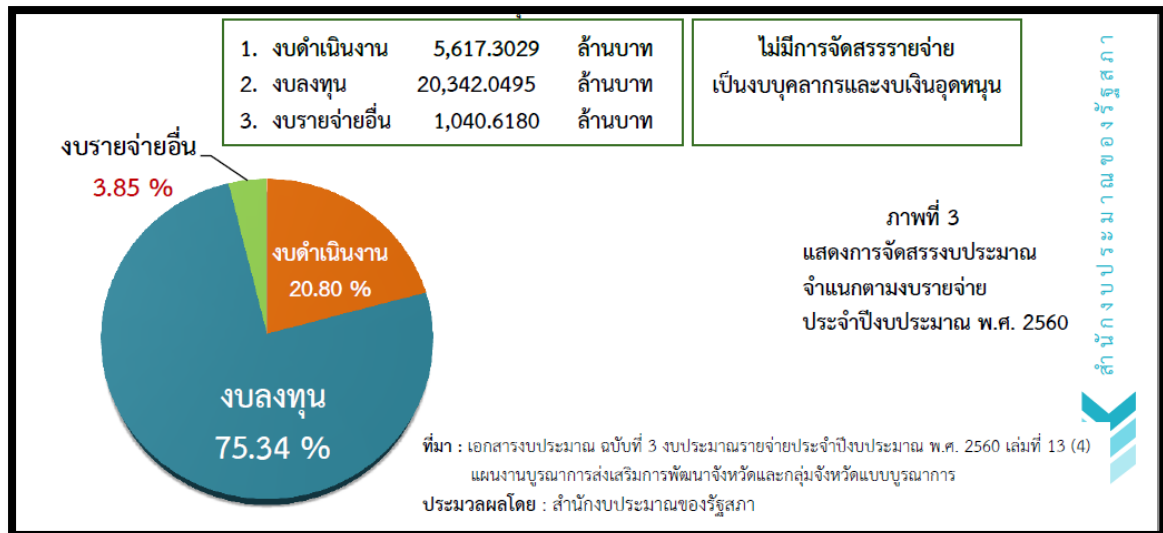 1. งบดำเนินงาน 5,617.3029 ล้านบาท
2. งบลงทุน 20,342.0495 ล้านบาท
3. งบรายจ่ายอื่น 1,040.6180 ล้านบาท
ไม่มีการจัดสรรรายจ่าย
เป็นงบบุคลากรและงบเงินอุดหนุน
งบรายจ่ายอื่น
3.85 %
งบดำเนินงาน
20.80 %
งบลงทุน
75.34 %
ภาพที่ 3
แสดงการจัดสรรงบประมาณ
จำแนกตามงบรายจ่าย
ประจำปีงบประมาณ พ.ศ. 2560
ที่มา : เอกสารงบประมาณ ฉบับที่ 3 งบประมาณรายจ่ายประจำปีงบประมาณ พ.ศ. 2560 เล่มที่ 13 (4)
แผนงานบูรณาการส่งเสริมการพัฒนาจังหวัดและกลุ่มจังหวัดแบบบูรณาการ
ประมวลผลโดย : สำนักงบประมาณของรัฐสภา
สำนักงบประมาณของรัฐสภา